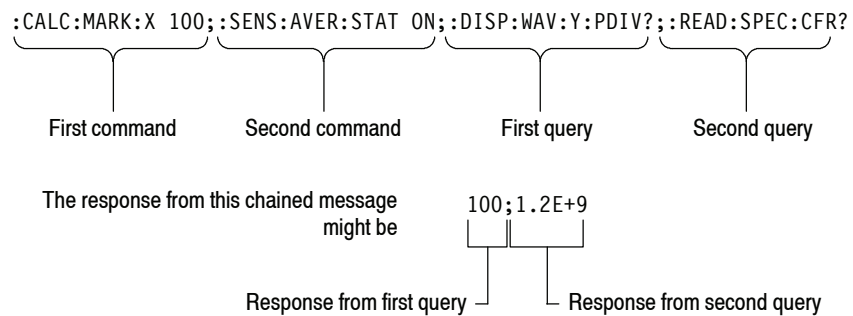 :CALC:MARK:X 100;:SENS:AVER:STAT ON;:DISP:WAV:Y:PDIV?;:READ:SPEC:CFR?
First command Second command First query Second query
The response from this chained message
might be
100;1.2E+9
Response from first query Response from second query